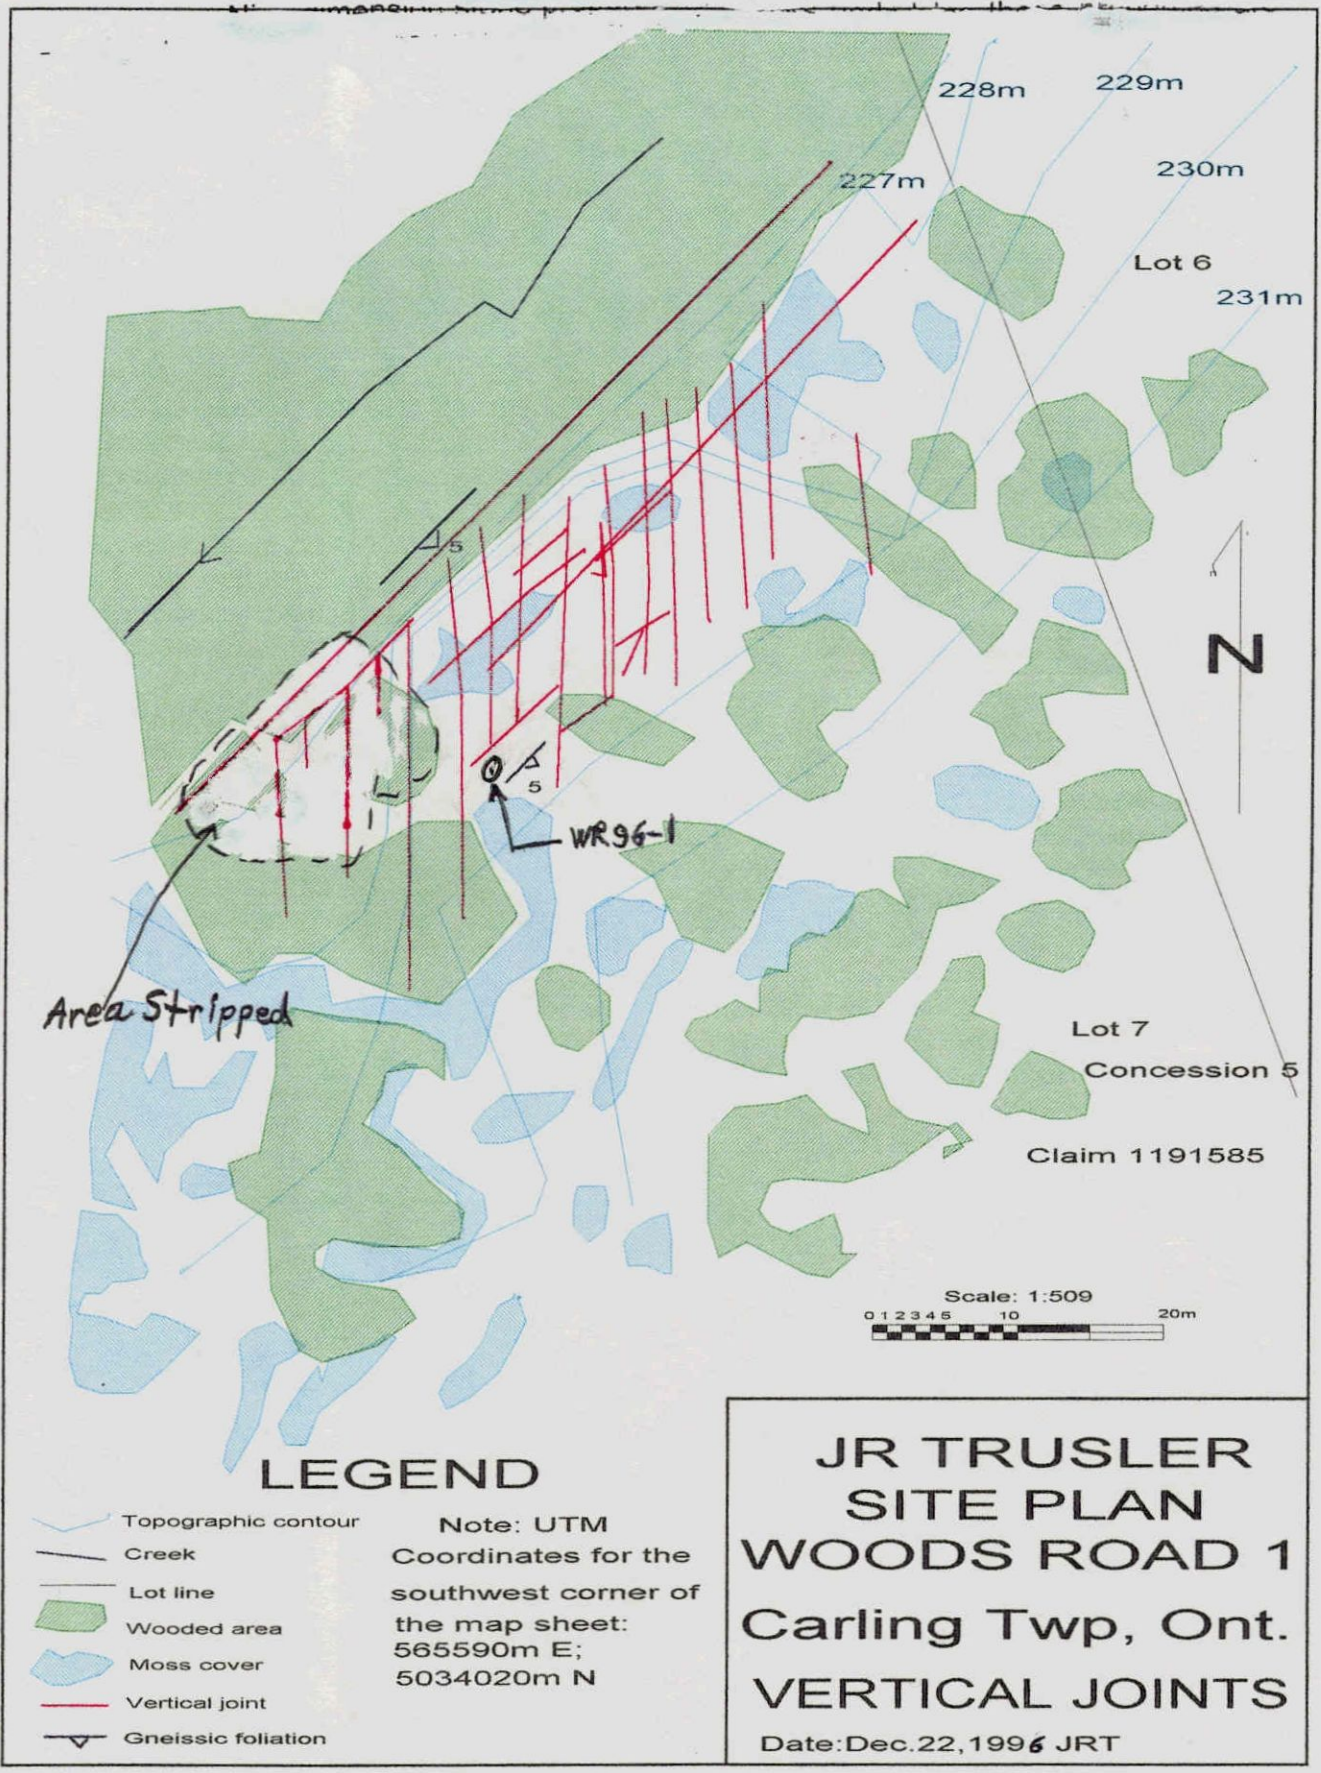 228m
229m
230m
227m
Lot 6
231m
5
N
5
WR96-1
Area Stripped
Lot 7
Concession 5
Claim 1191585
Scale: 1:509
0 1 2 3 4 5 10 20m
LEGEND
Topographic contour
Creek
Lot line
Wooded area
Moss cover
Vertical joint
Gneissic foliation
Note: UTM
Coordinates for the
southwest corner of
the map sheet:
565590m E;
5034020m N
JR TRUSLER
SITE PLAN
WOODS ROAD 1
Carling Twp, Ont.
VERTICAL JOINTS
Date:Dec.22,1996 JRT